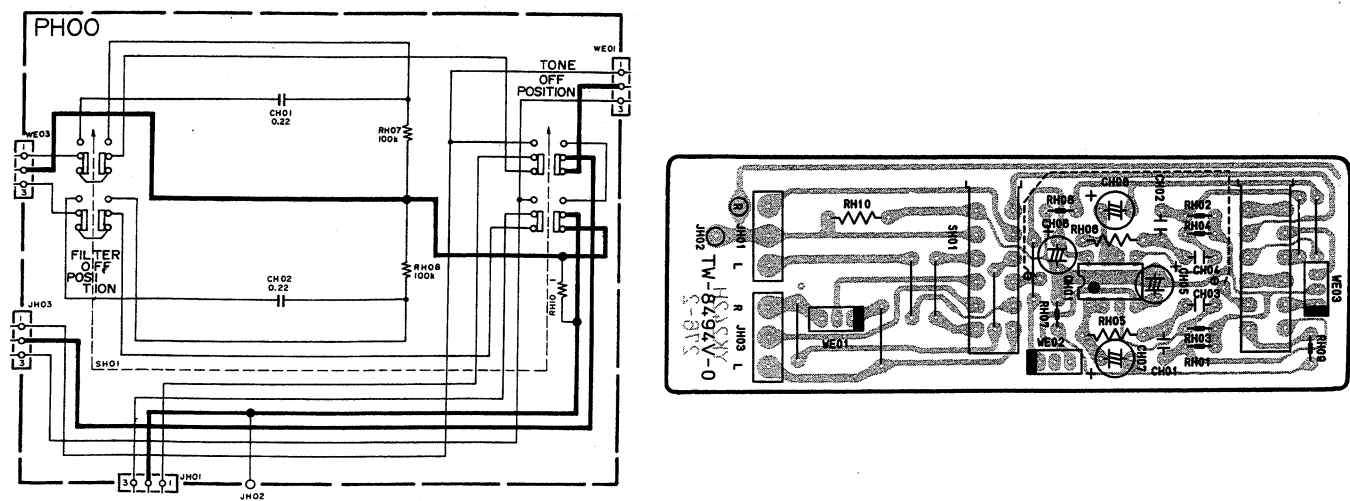 PH00
WE01
1
TONE
OFF
POSITION
3
CH01
0.22
RH07
100k
WE03
1
3
FILTER
OFF
POSI
TION
RH08
100k
CH02
0.22
RH10
JH03
1
3
SH01
3
1
JH01
JH02
R
JH02
JH01
L
TW-8494V-0
R
JH03
L
RH10
WE01
SH01
RH08
CH08
RH06
CH06
CH02
RH02
RH04
CH04
CH05
CH03
QH01
RH07
WE02
RH05
CH07
CH01
RH03
RH01
WE03
RH09